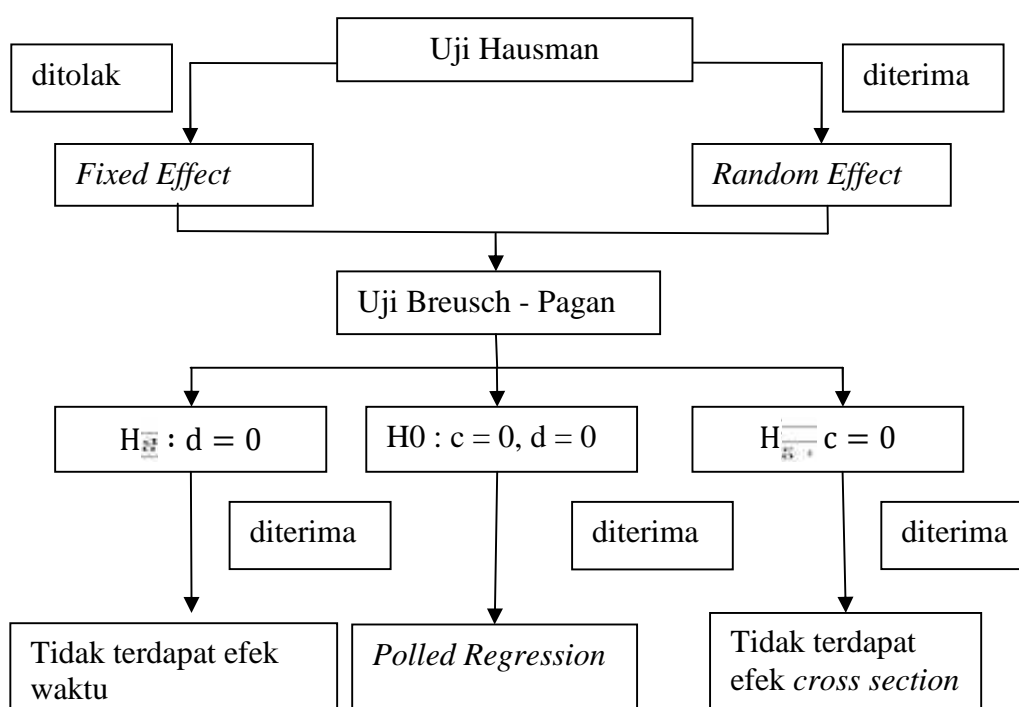 Uji Hausman
ditolak
diterima
Fixed Effect
Random Effect
Uji Breusch - Pagan
H : d = 0
H0 : c = 0, d = 0
H c = 0
diterima
diterima
diterima
Tidak terdapat efek
waktu
Polled Regression
Tidak terdapat
efek cross section